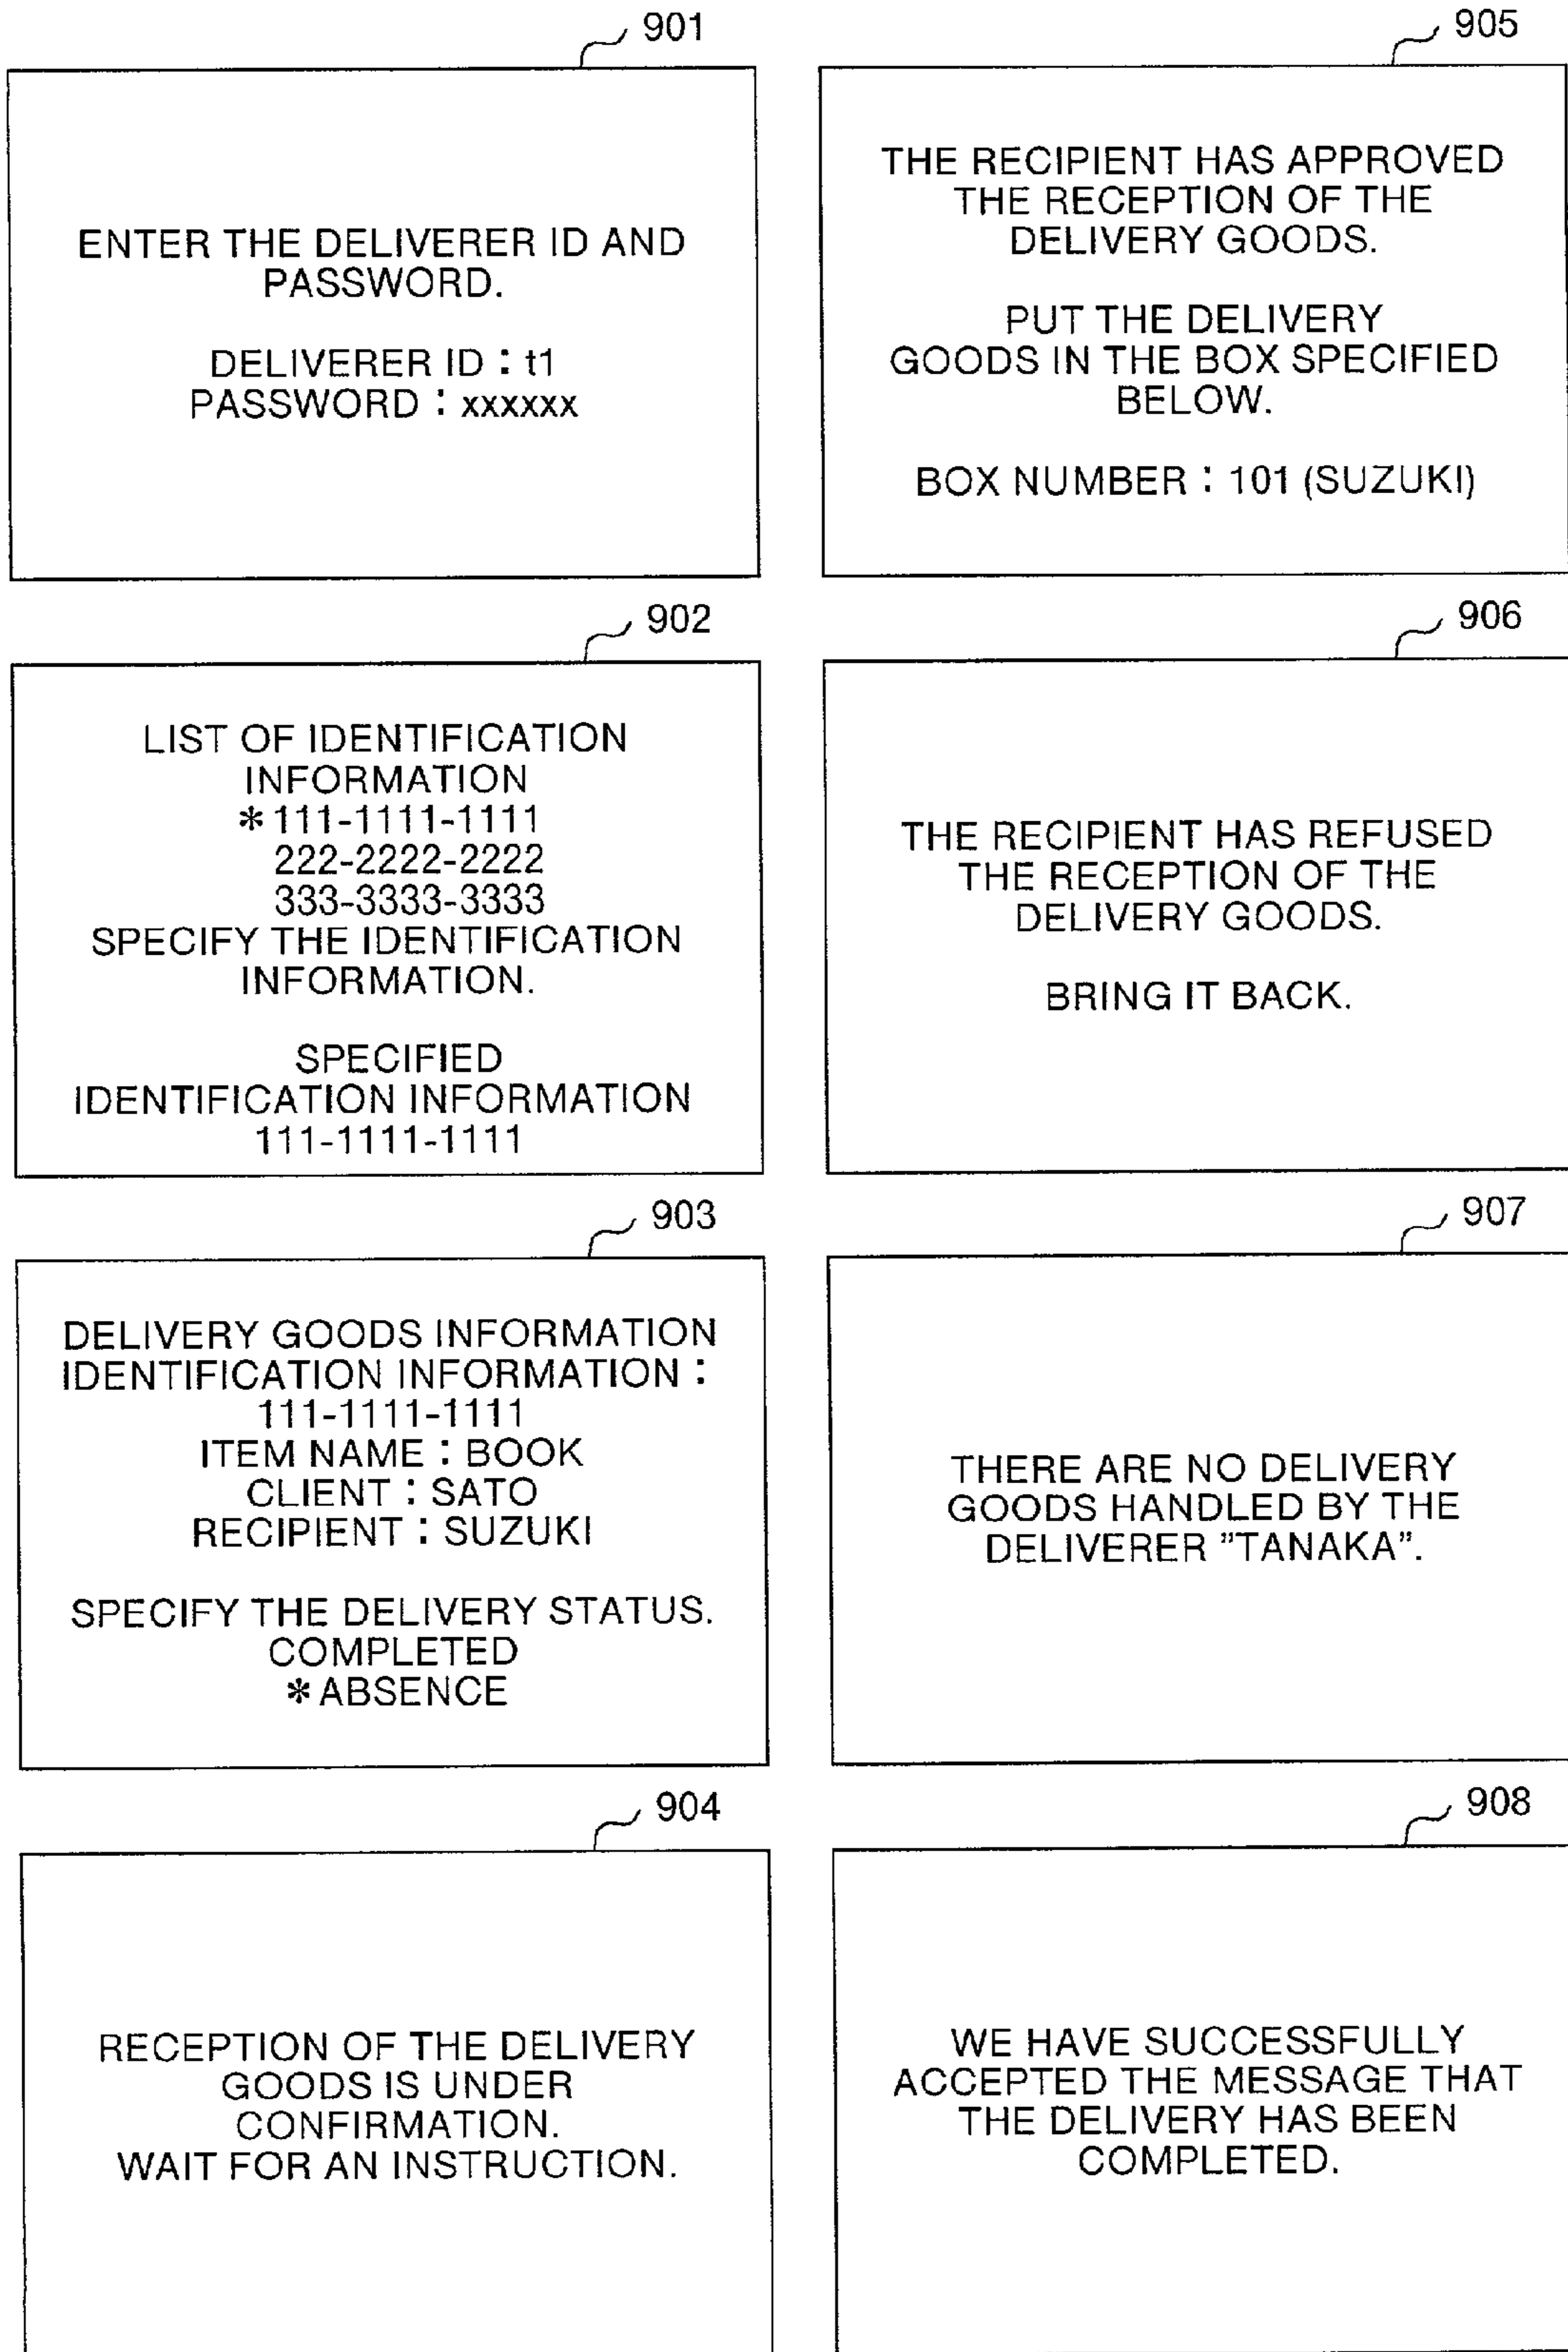 901
ENTER THE DELIVERER ID AND
PASSWORD.
DELIVERER ID : t1
PASSWORD : xxxxxx
902
LIST OF IDENTIFICATION
INFORMATION
*111-1111-1111
222-2222-2222
333-3333-3333
SPECIFY THE IDENTIFICATION
INFORMATION.
SPECIFIED
IDENTIFICATION INFORMATION
111-1111-1111
903
DELIVERY GOODS INFORMATION
IDENTIFICATION INFORMATION :
111-1111-1111
ITEM NAME : BOOK
CLIENT : SATO
RECIPIENT : SUZUKI
SPECIFY THE DELIVERY STATUS.
COMPLETED
*ABSENCE
904
RECEPTION OF THE DELIVERY
GOODS IS UNDER
CONFIRMATION.
WAIT FOR AN INSTRUCTION.
905
THE RECIPIENT HAS APPROVED
THE RECEPTION OF THE
DELIVERY GOODS.
PUT THE DELIVERY
GOODS IN THE BOX SPECIFIED
BELOW.
BOX NUMBER : 101 (SUZUKI)
906
THE RECIPIENT HAS REFUSED
THE RECEPTION OF THE
DELIVERY GOODS.
BRING IT BACK.
907
THERE ARE NO DELIVERY
GOODS HANDLED BY THE
DELIVERER ”TANAKA”.
908
WE HAVE SUCCESSFULLY
ACCEPTED THE MESSAGE THAT
THE DELIVERY HAS BEEN
COMPLETED.